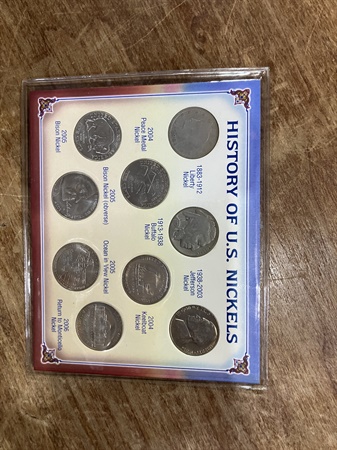 HISTORY OF U.S. NICKELS
1883-1912
Liberty
Nickel
1913-1938
Buffalo
Nickel
1938-2003
Jefferson
Nickel
2004
Peace Medal
Nickel
2004
Keelboat
Nickel
2005
Bison Nickel
2005
Bison Nickel (obverse)
2005
Ocean in View Nickel
2006
Return to Monticello
Nickel